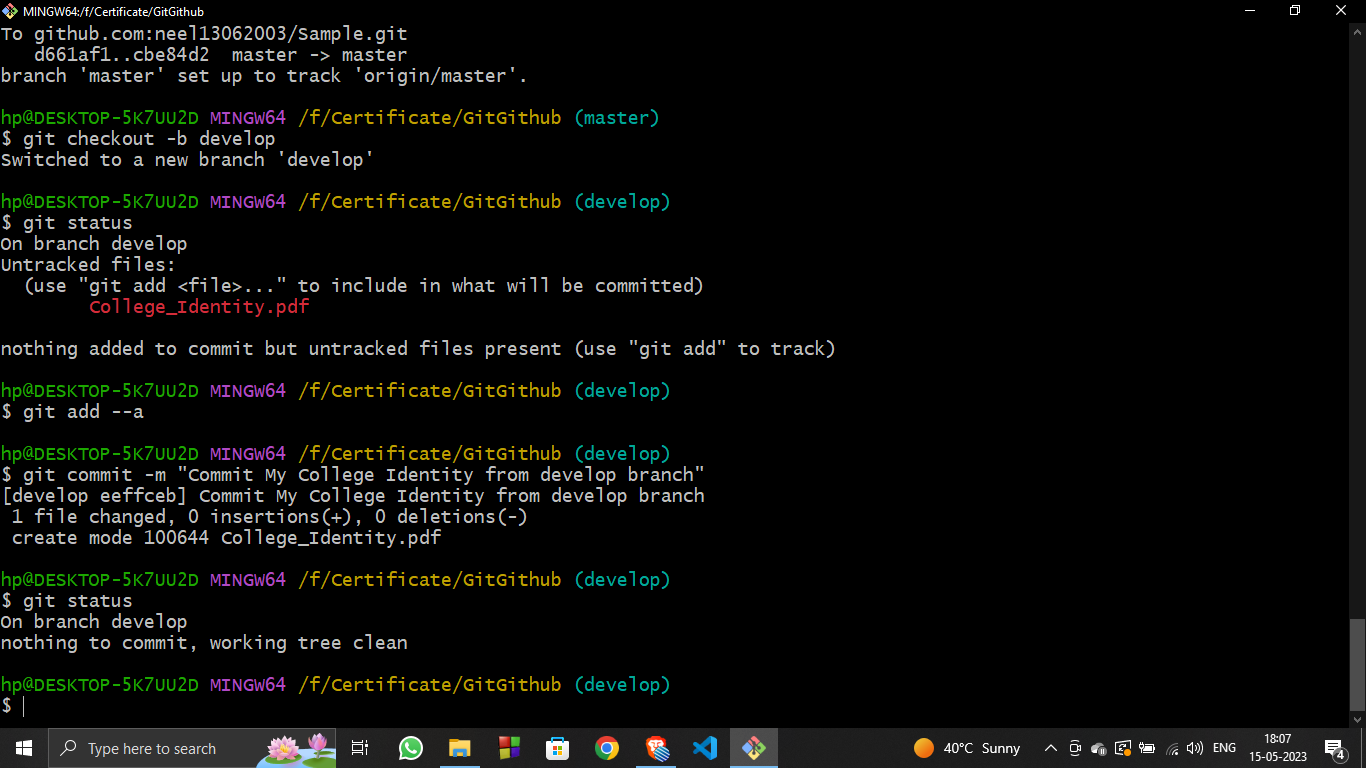 MINGW64:/f/Certificate/GitGithub
To github.com:neel13062003/Sample.git
   d661af1..cbe84d2  master -> master
branch 'master' set up to track 'origin/master'.
hp@DESKTOP-5K7UU2D MINGW64 /f/Certificate/GitGithub (master)
$ git checkout -b develop
Switched to a new branch 'develop'
hp@DESKTOP-5K7UU2D MINGW64 /f/Certificate/GitGithub (develop)
$ git status
On branch develop
Untracked files:
  (use "git add <file>..." to include in what will be committed)
        College_Identity.pdf
nothing added to commit but untracked files present (use "git add" to track)
hp@DESKTOP-5K7UU2D MINGW64 /f/Certificate/GitGithub (develop)
$ git add --a
hp@DESKTOP-5K7UU2D MINGW64 /f/Certificate/GitGithub (develop)
$ git commit -m "Commit My College Identity from develop branch"
[develop eeffceb] Commit My College Identity from develop branch
 1 file changed, 0 insertions(+), 0 deletions(-)
 create mode 100644 College_Identity.pdf
hp@DESKTOP-5K7UU2D MINGW64 /f/Certificate/GitGithub (develop)
$ git status
On branch develop
nothing to commit, working tree clean
hp@DESKTOP-5K7UU2D MINGW64 /f/Certificate/GitGithub (develop)
$
Type here to search
40°C Sunny
ENG
18:07
15-05-2023
4